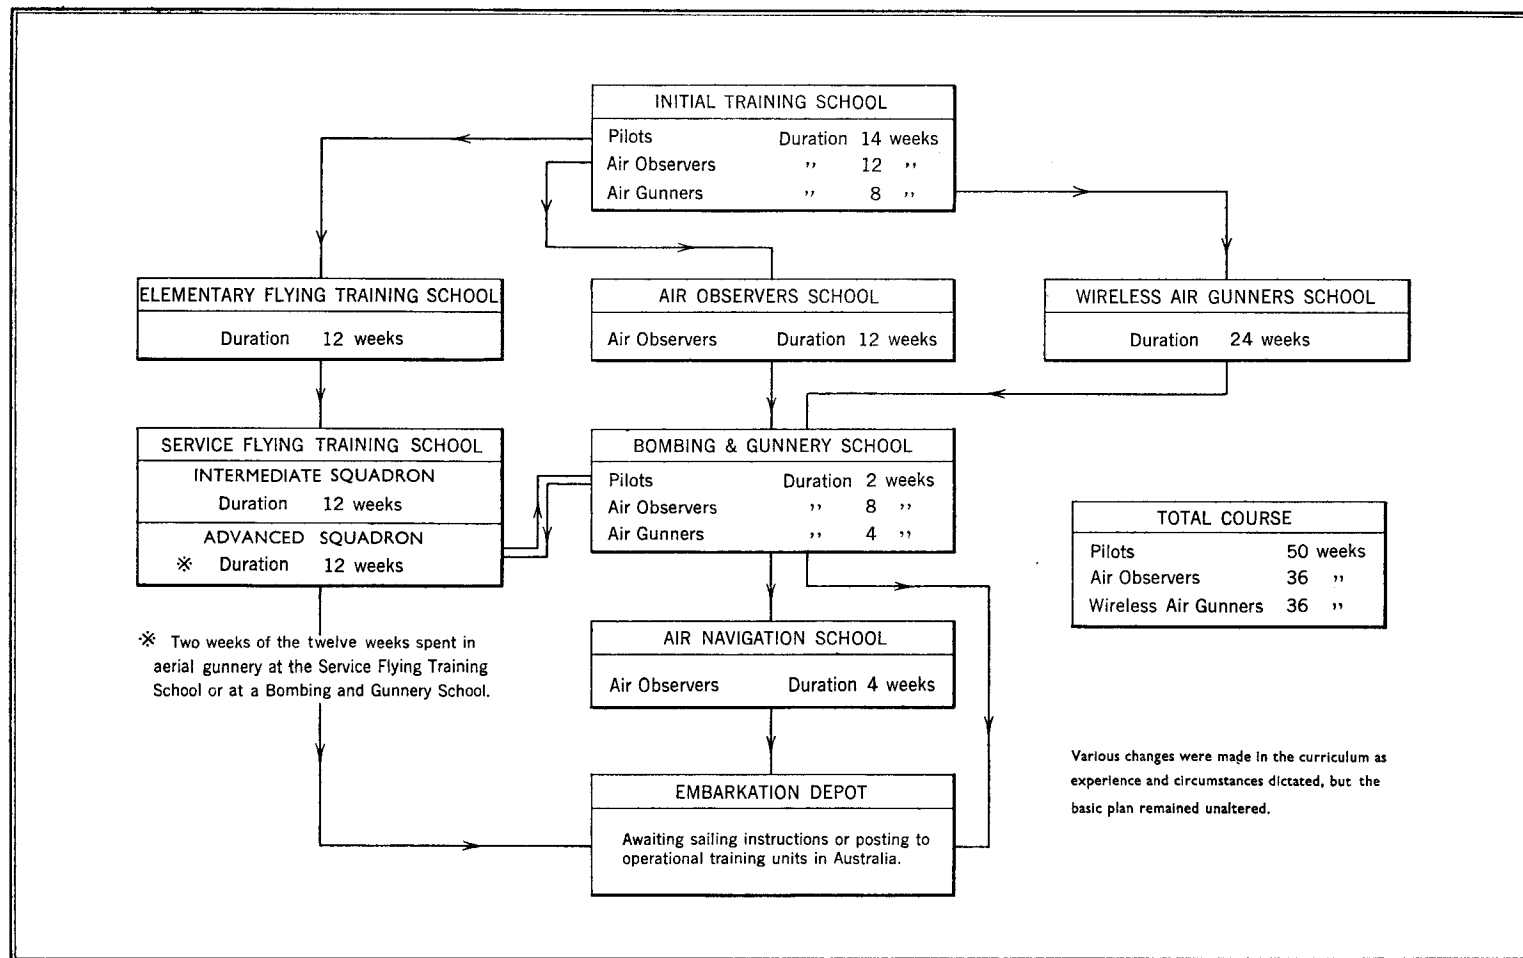 INITIAL TRAINING SCHOOL
Pilots Duration 14 weeks
Air Observers ,, 12 ,,
Air Gunners ,, 8 ,,
ELEMENTARY FLYING TRAINING SCHOOL
Duration 12 weeks
AIR OBSERVERS SCHOOL
Air Observers Duration 12 weeks
WIRELESS AIR GUNNERS SCHOOL
Duration 24 weeks
SERVICE FLYING TRAINING SCHOOL
INTERMEDIATE SQUADRON
Duration 12 weeks
ADVANCED SQUADRON
※ Duration 12 weeks
※ Two weeks of the twelve weeks spent in
aerial gunnery at the Service Flying Training
School or at a Bombing and Gunnery School.
BOMBING & GUNNERY SCHOOL
Pilots Duration 2 weeks
Air Observers ,, 8 ,,
Air Gunners ,, 4 ,,
TOTAL COURSE
Pilots 50 weeks
Air Observers 36 ,,
Wireless Air Gunners 36 ,,
AIR NAVIGATION SCHOOL
Air Observers Duration 4 weeks
EMBARKATION DEPOT
Awaiting sailing instructions or posting to
operational training units in Australia.
Various changes were made in the curriculum as
experience and circumstances dictated, but the
basic plan remained unaltered.